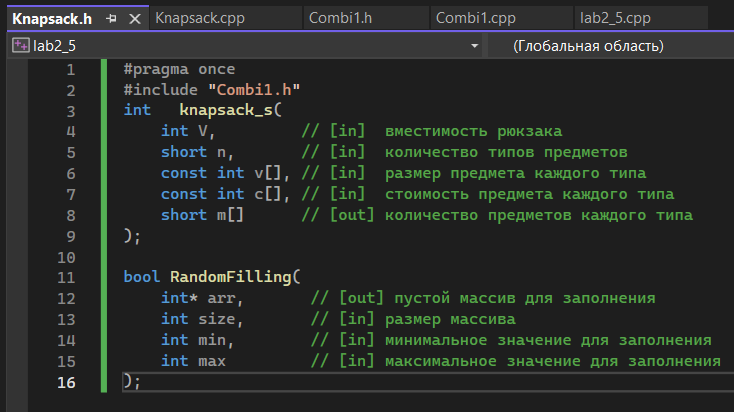 Knapsack.h Knapsack.cpp Combi1.h Combi1.cpp lab2_5.cpp
lab2_5 (Глобальная область)
1 #pragma once
2 #include "Combi1.h"
3 int   knapsack_s(
4     int V,         // [in]  вместимость рюкзака
5     short n,       // [in]  количество типов предметов
6     const int v[], // [in]  размер предмета каждого типа
7     const int c[], // [in]  стоимость предмета каждого типа
8     short m[]      // [out] количество предметов каждого типа
9 );
10
11 bool RandomFilling(
12     int* arr,       // [out] пустой массив для заполнения
13     int size,       // [in] размер массива
14     int min,        // [in] минимальное значение для заполнения
15     int max         // [in] максимальное значение для заполнения
16 );